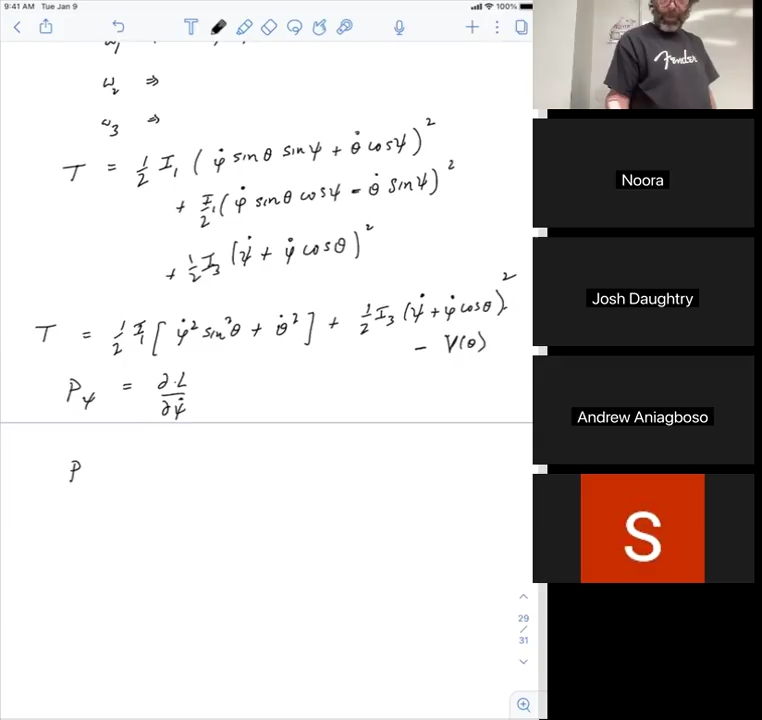 9:41 AM Tue Jan 9
100%
ω₁
ω₂ ⇒
ω₃ ⇒
T = 1/2 I₁ (φ̇ sinθ sinψ + θ̇ cosψ)²
+ I₁/2 (φ̇ sinθ cosψ - θ̇ sinψ)²
+ 1/2 I₃ (ψ̇ + φ̇ cosθ)²
T = 1/2 I₁ [φ̇² sin²θ + θ̇²] + 1/2 I₃ (ψ̇ + φ̇ cosθ)²
- V(θ)
P_ψ = ∂L/∂ψ̇
P
29
/
31
Fender
Noora
Josh Daughtry
Andrew Aniagboso
S